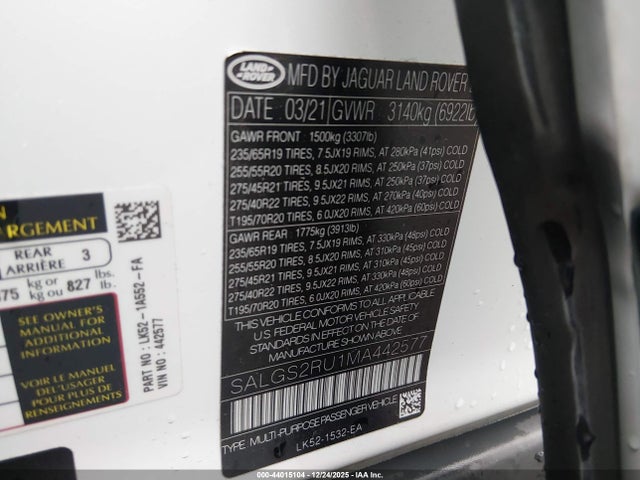 LAND
ROVER
MFD BY JAGUAR LAND ROVER
DATE 03/21 GVWR 3140kg (6922lb
GAWR FRONT 1500kg (3307lb)
235/65R19 TIRES, 7.5JX19 RIMS, AT 280kPa (41psi) COLD
255/55R20 TIRES, 8.5JX20 RIMS, AT 250kPa (37psi) COLD
275/45R21 TIRES, 9.5JX21 RIMS, AT 250kPa (37psi) COLD
275/40R22 TIRES, 9.5JX22 RIMS, AT 270kPa (40psi) COLD
T195/70R20 TIRES, 6.0JX20 RIMS, AT 420kPa (60psi) COLD
GAWR REAR 1775kg (3913lb)
235/65R19 TIRES, 7.5JX19 RIMS, AT 330kPa (48psi) COLD
255/55R20 TIRES, 8.5JX20 RIMS, AT 310kPa (45psi) COLD
275/45R21 TIRES, 9.5JX21 RIMS, AT 310kPa (45psi) COLD
275/40R22 TIRES, 9.5JX22 RIMS, AT 330kPa (48psi) COLD
T195/70R20 TIRES, 6.0JX20 RIMS, AT 420kPa (60psi) COLD
THIS VEHICLE CONFORMS TO ALL APPLICABLE
U.S. FEDERAL MOTOR VEHICLE SAFETY
STANDARDS IN EFFECT ON THE DATE OF
MANUFACTURE SHOWN ABOVE
SALGS2RU1MA442577
TYPE: MULTI-PURPOSE PASSENGER VEHICLE
LK52-1532-EA
ARGEMENT
REAR
ARRIÈRE 3
kg or
kg ou 827 lbs.
lb.
SEE OWNER'S
MANUAL FOR
ADDITIONAL
INFORMATION
VOIR LE MANUEL
DE L'USAGER
POUR PLUS DE
RENSEIGNEMENTS
PART NO: LK52-1A552-FA
VIN NO: 442577
000-44015104 - 12/24/2025 - IAAI.COM